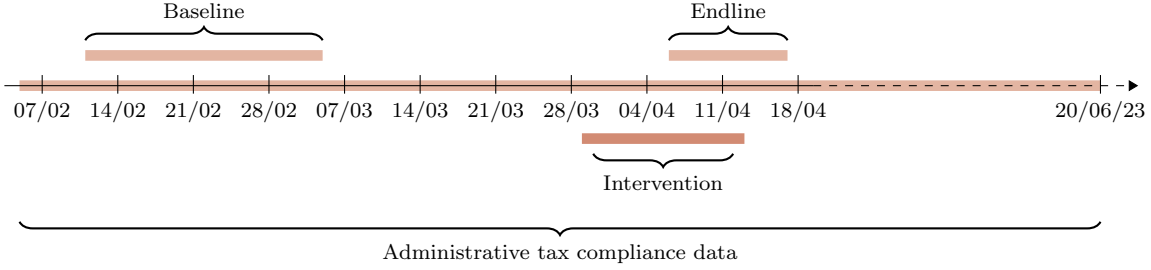 Baseline Endline
07/02 14/02 21/02 28/02 07/03 14/03 21/03 28/03 04/04 11/04 18/04 20/06/23
Intervention
Administrative tax compliance data